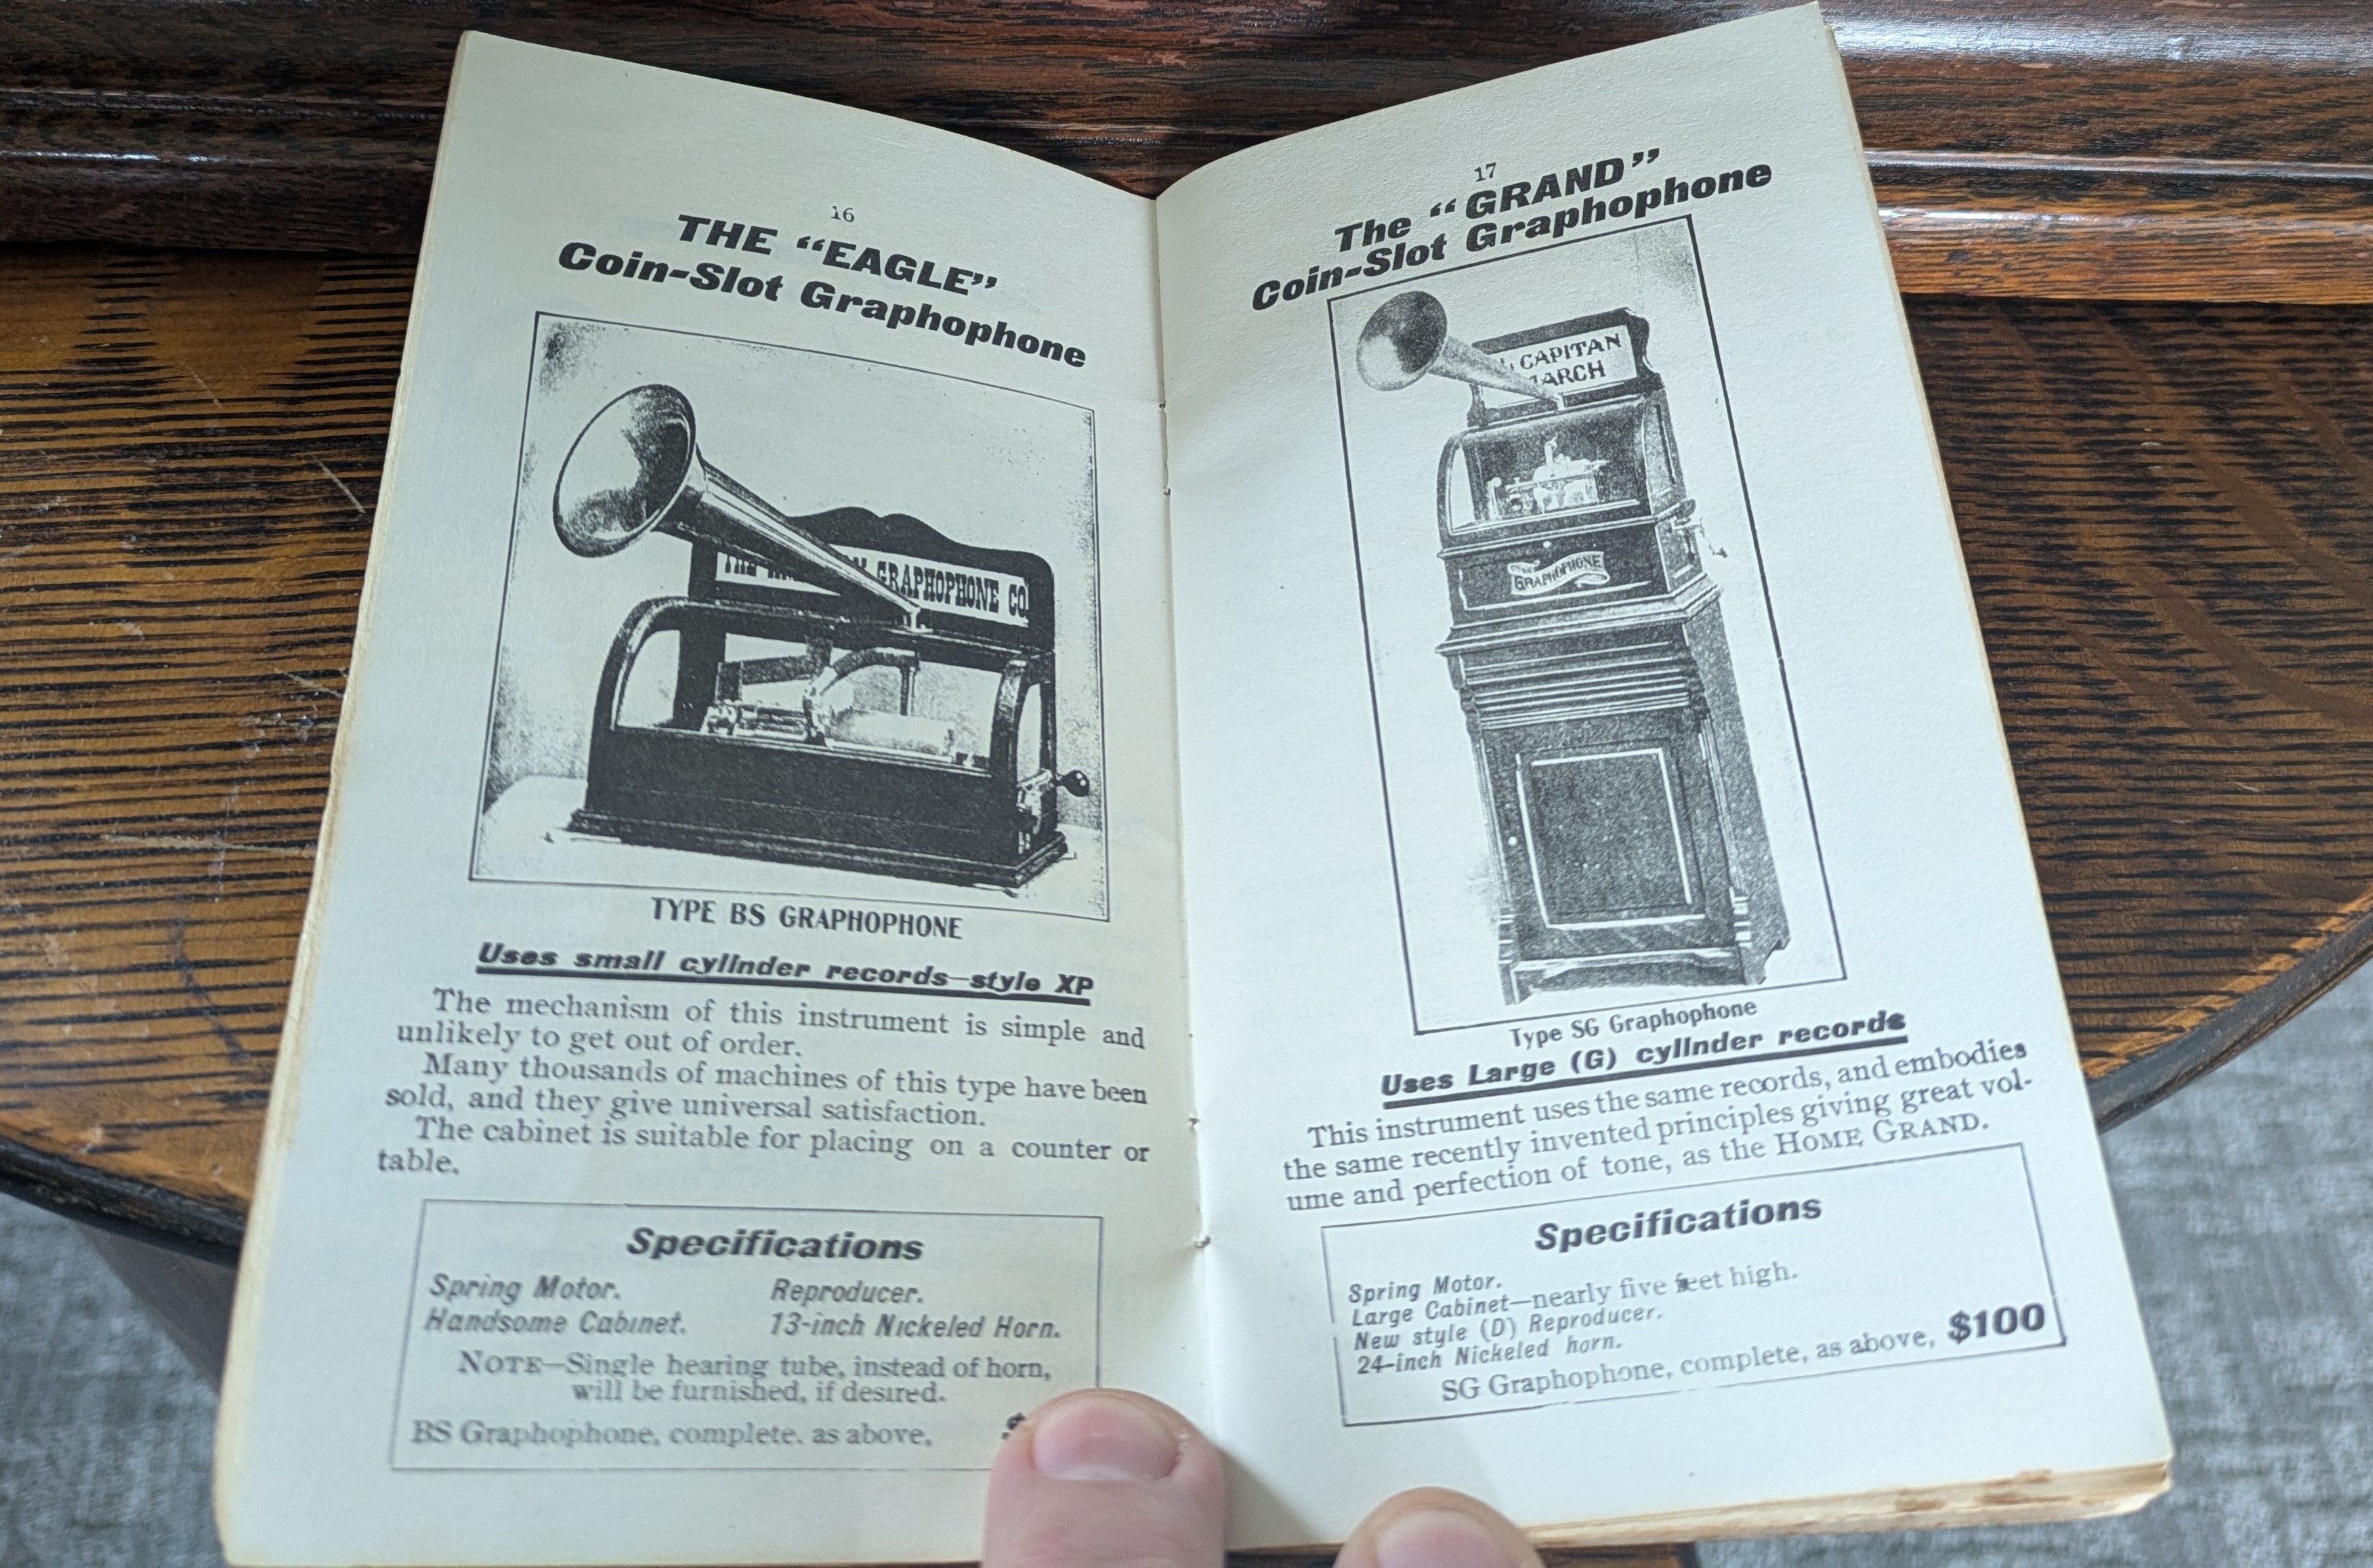 16
THE "EAGLE"
Coin-Slot Graphophone
GRAPHOPHONE CO.
TYPE BS GRAPHOPHONE
Uses small cylinder records—style XP
The mechanism of this instrument is simple and
unlikely to get out of order.
Many thousands of machines of this type have been
sold, and they give universal satisfaction.
The cabinet is suitable for placing on a counter or
table.
Specifications
Spring Motor. Reproducer.
Handsome Cabinet. 13-inch Nickeled Horn.
NOTE—Single hearing tube, instead of horn,
will be furnished, if desired.
BS Graphophone, complete, as above, $
17
The "GRAND"
Coin-Slot Graphophone
CAPITAN
GRAPHOPHONE
Type SG Graphophone
Uses Large (G) cylinder records
This instrument uses the same records, and embodies
the same recently invented principles giving great vol-
ume and perfection of tone, as the HOME GRAND.
Specifications
Spring Motor.
Large Cabinet—nearly five feet high.
New style (D) Reproducer.
24-inch Nickeled horn.
SG Graphophone, complete, as above, $100